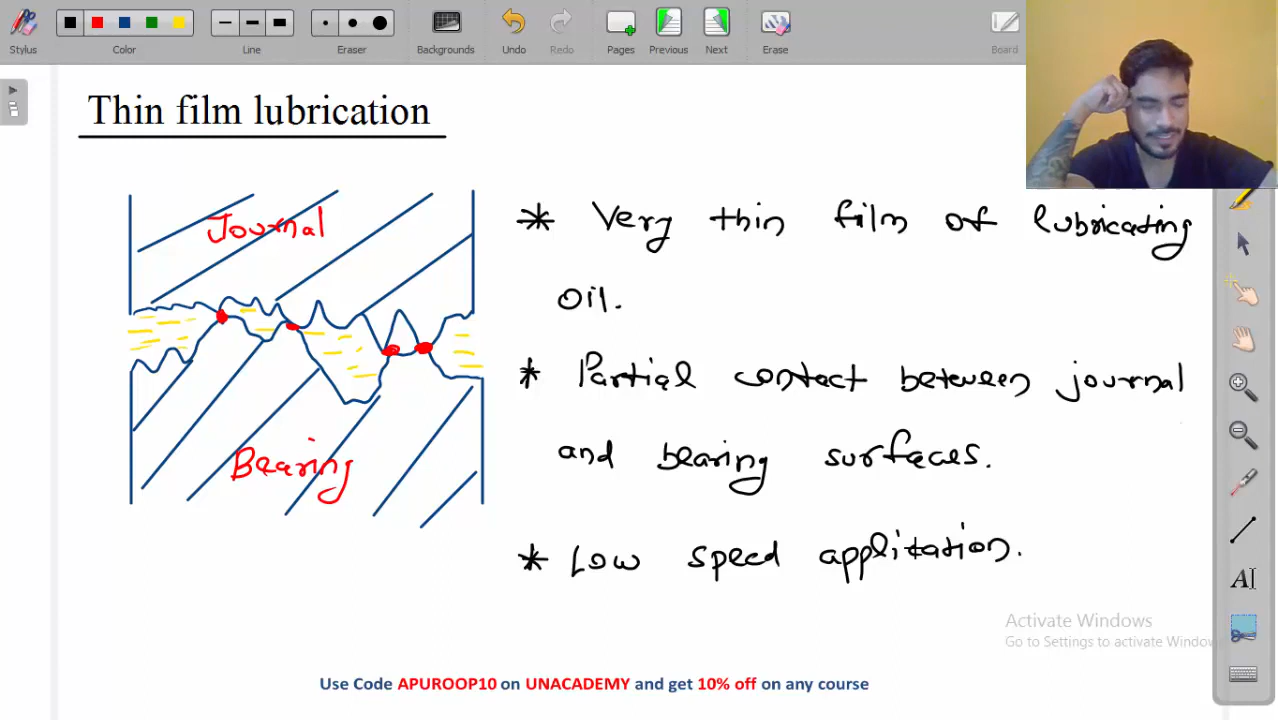 Stylus
Color
Line
Eraser
Backgrounds
Undo
Redo
Pages
Previous
Next
Erase
Board
Thin film lubrication
Journal
Bearing
* Very thin film of lubricating
oil.
* Partial contact between journal
and bearing surfaces.
* Low speed application.
A
Activate Windows
Go to Settings to activate Windows
Use Code APUROOP10 on UNACADEMY and get 10% off on any course